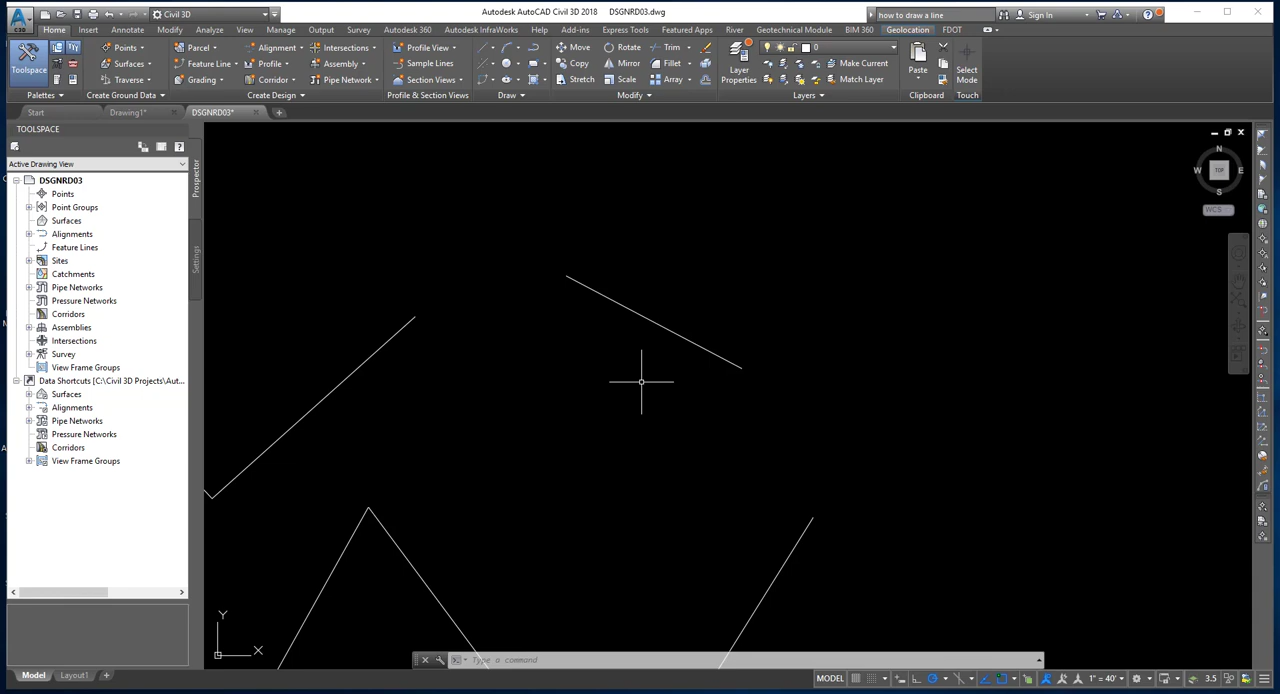 Autodesk AutoCAD Civil 3D 2018 DSGNRD03.dwg
C3D
Civil 3D
how to draw a line
Sign In
Home Insert Annotate Modify Analyze View Manage Output Survey Autodesk 360 Autodesk InfraWorks Help Add-ins Express Tools Featured Apps River Geotechnical Module BIM 360 Geolocation FDOT
Points Parcel Alignment Intersections Profile View Move Rotate Trim 0
Surfaces Feature Line Profile Assembly Sample Lines Copy Mirror Fillet Make Current
Traverse Grading Corridor Pipe Network Section Views Stretch Scale Array Match Layer
Toolspace
Layer Properties
Paste
Select Mode
Palettes Create Ground Data Create Design Profile & Section Views Draw Modify Layers Clipboard Touch
Start Drawing1* DSGNRD03*
TOOLSPACE
Active Drawing View
Prospector
Settings
DSGNRD03
Points
Point Groups
Surfaces
Alignments
Feature Lines
Sites
Catchments
Pipe Networks
Pressure Networks
Corridors
Assemblies
Intersections
Survey
View Frame Groups
Data Shortcuts [C:\Civil 3D Projects\Aut...
Surfaces
Alignments
Pipe Networks
Pressure Networks
Corridors
View Frame Groups
N
W TOP E
S
WCS
Y
X
Type a command
Model Layout1
MODEL 1" = 40' 3.5